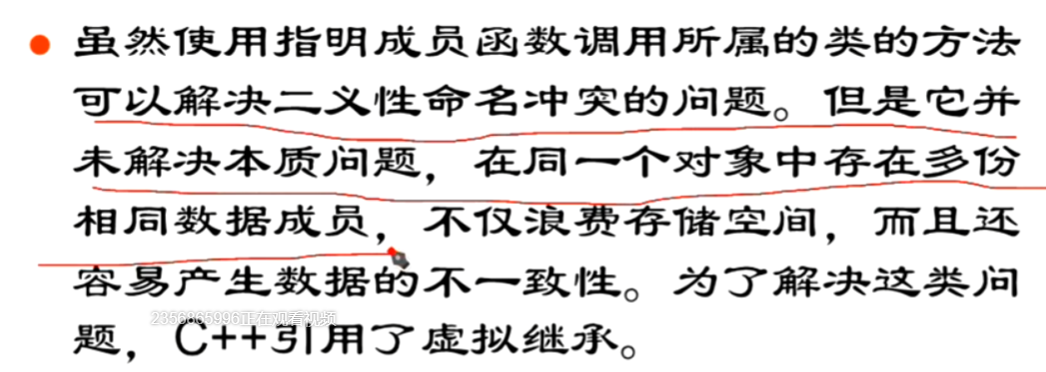 虽然使用指明成员函数调用所属的类的方法
可以解决二义性命名冲突的问题。但是它并
未解决本质问题，在同一个对象中存在多份
相同数据成员，不仅浪费存储空间，而且还
容易产生数据的不一致性。为了解决这类问
2356865996正在观看视频
题，C++引用了虚拟继承。